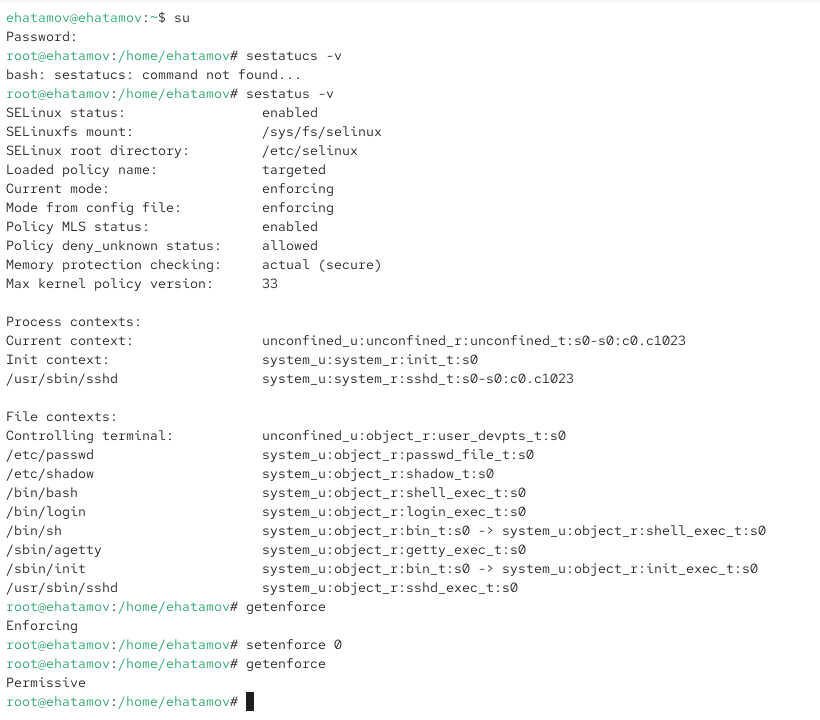 ehatamov@ehatamov:~$ su
Password:
root@ehatamov:/home/ehatamov# sestatucs -v
bash: sestatucs: command not found...
root@ehatamov:/home/ehatamov# sestatus -v
SELinux status:                 enabled
SELinuxfs mount:                /sys/fs/selinux
SELinux root directory:         /etc/selinux
Loaded policy name:             targeted
Current mode:                   enforcing
Mode from config file:          enforcing
Policy MLS status:              enabled
Policy deny_unknown status:     allowed
Memory protection checking:     actual (secure)
Max kernel policy version:      33
Process contexts:
Current context:                unconfined_u:unconfined_r:unconfined_t:s0-s0:c0.c1023
Init context:                   system_u:system_r:init_t:s0
/usr/sbin/sshd                  system_u:system_r:sshd_t:s0-s0:c0.c1023
File contexts:
Controlling terminal:           unconfined_u:object_r:user_devpts_t:s0
/etc/passwd                     system_u:object_r:passwd_file_t:s0
/etc/shadow                     system_u:object_r:shadow_t:s0
/bin/bash                       system_u:object_r:shell_exec_t:s0
/bin/login                      system_u:object_r:login_exec_t:s0
/bin/sh                         system_u:object_r:bin_t:s0 -> system_u:object_r:shell_exec_t:s0
/sbin/agetty                    system_u:object_r:getty_exec_t:s0
/sbin/init                      system_u:object_r:bin_t:s0 -> system_u:object_r:init_exec_t:s0
/usr/sbin/sshd                  system_u:object_r:sshd_exec_t:s0
root@ehatamov:/home/ehatamov# getenforce
Enforcing
root@ehatamov:/home/ehatamov# setenforce 0
root@ehatamov:/home/ehatamov# getenforce
Permissive
root@ehatamov:/home/ehatamov#